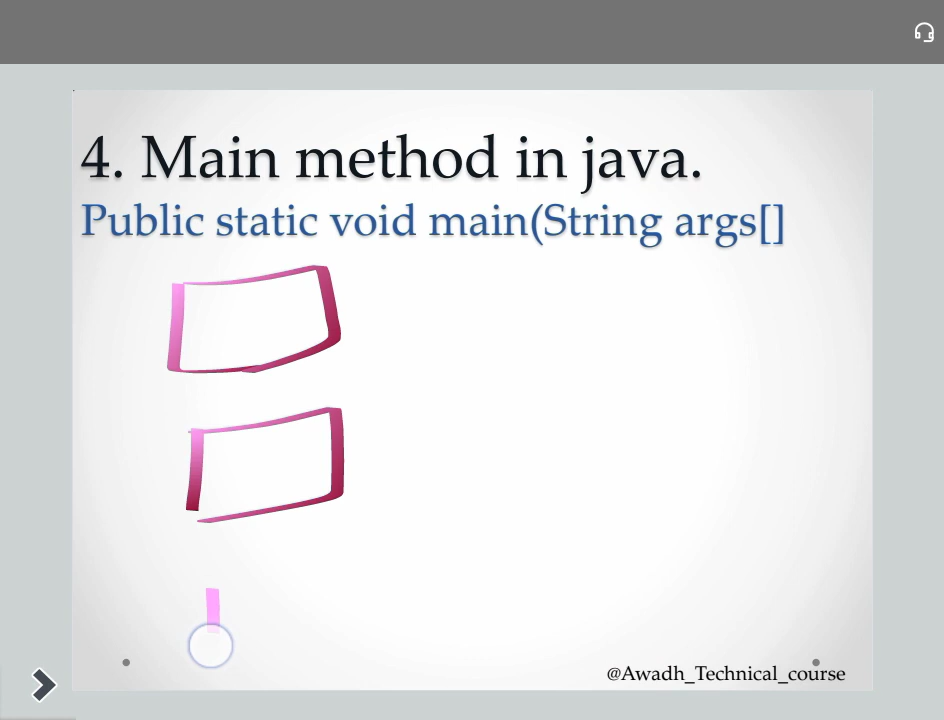 4. Main method in java.
Public static void main(String args[]
@Awadh_Technical_course